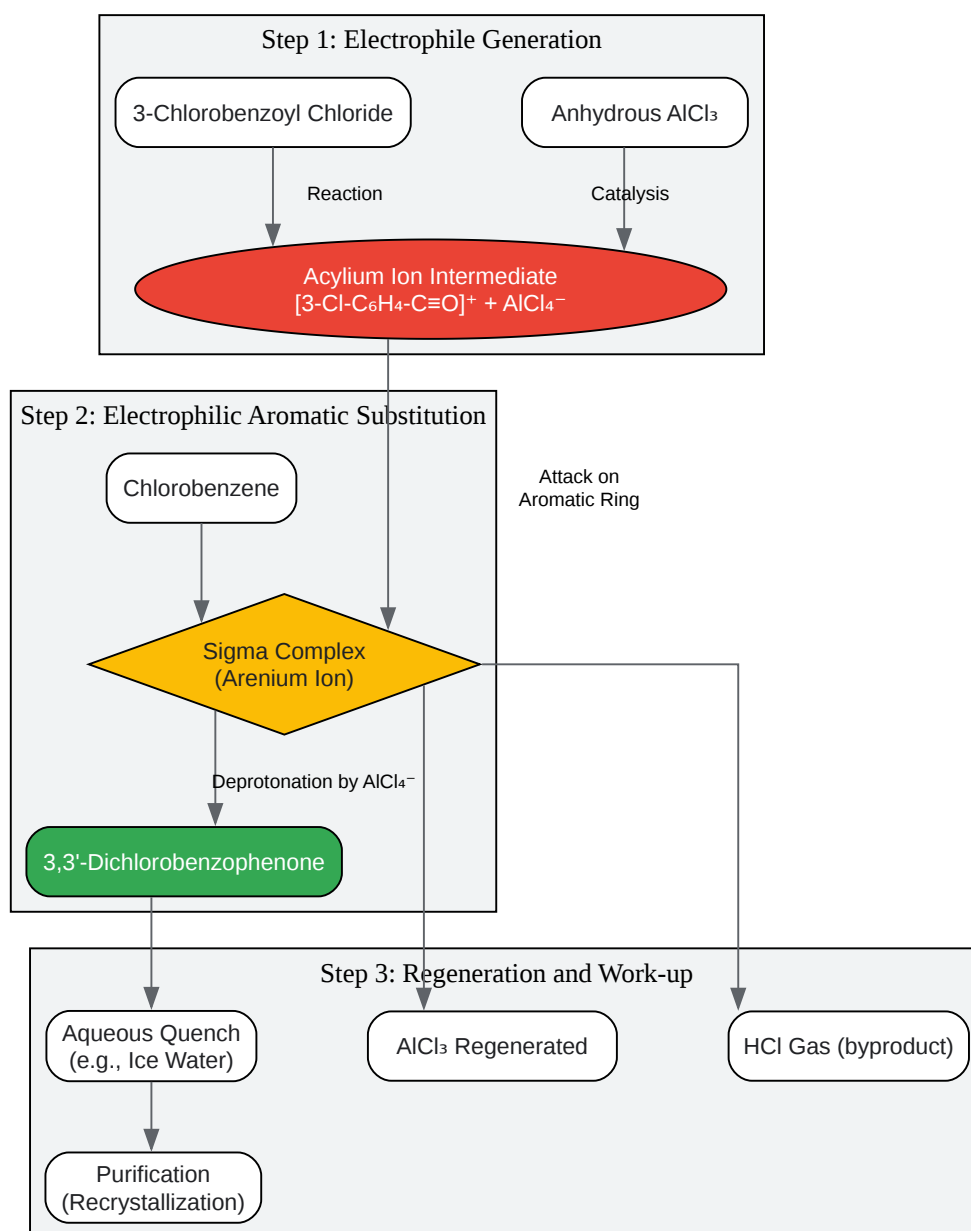 Step 1: Electrophile Generation
3-Chlorobenzoyl Chloride
Anhydrous AlCl₃
Reaction
Catalysis
Acylium Ion Intermediate
[3-Cl-C₆H₄-C≡O]⁺ + AlCl₄⁻
Step 2: Electrophilic Aromatic Substitution
Chlorobenzene
Attack on
Aromatic Ring
Sigma Complex
(Arenium Ion)
Deprotonation by AlCl₄⁻
3,3'-Dichlorobenzophenone
Step 3: Regeneration and Work-up
Aqueous Quench
(e.g., Ice Water)
AlCl₃ Regenerated
HCl Gas (byproduct)
Purification
(Recrystallization)